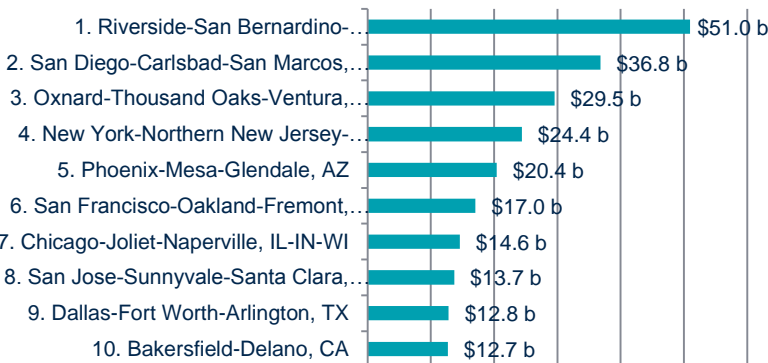 1. Riverside-San Bernardino-… $51.0 b
2. San Diego-Carlsbad-San Marcos,… $36.8 b
3. Oxnard-Thousand Oaks-Ventura,… $29.5 b
4. New York-Northern New Jersey-… $24.4 b
5. Phoenix-Mesa-Glendale, AZ $20.4 b
6. San Francisco-Oakland-Fremont,… $17.0 b
7. Chicago-Joliet-Naperville, IL-IN-WI $14.6 b
8. San Jose-Sunnyvale-Santa Clara,… $13.7 b
9. Dallas-Fort Worth-Arlington, TX $12.8 b
10. Bakersfield-Delano, CA $12.7 b